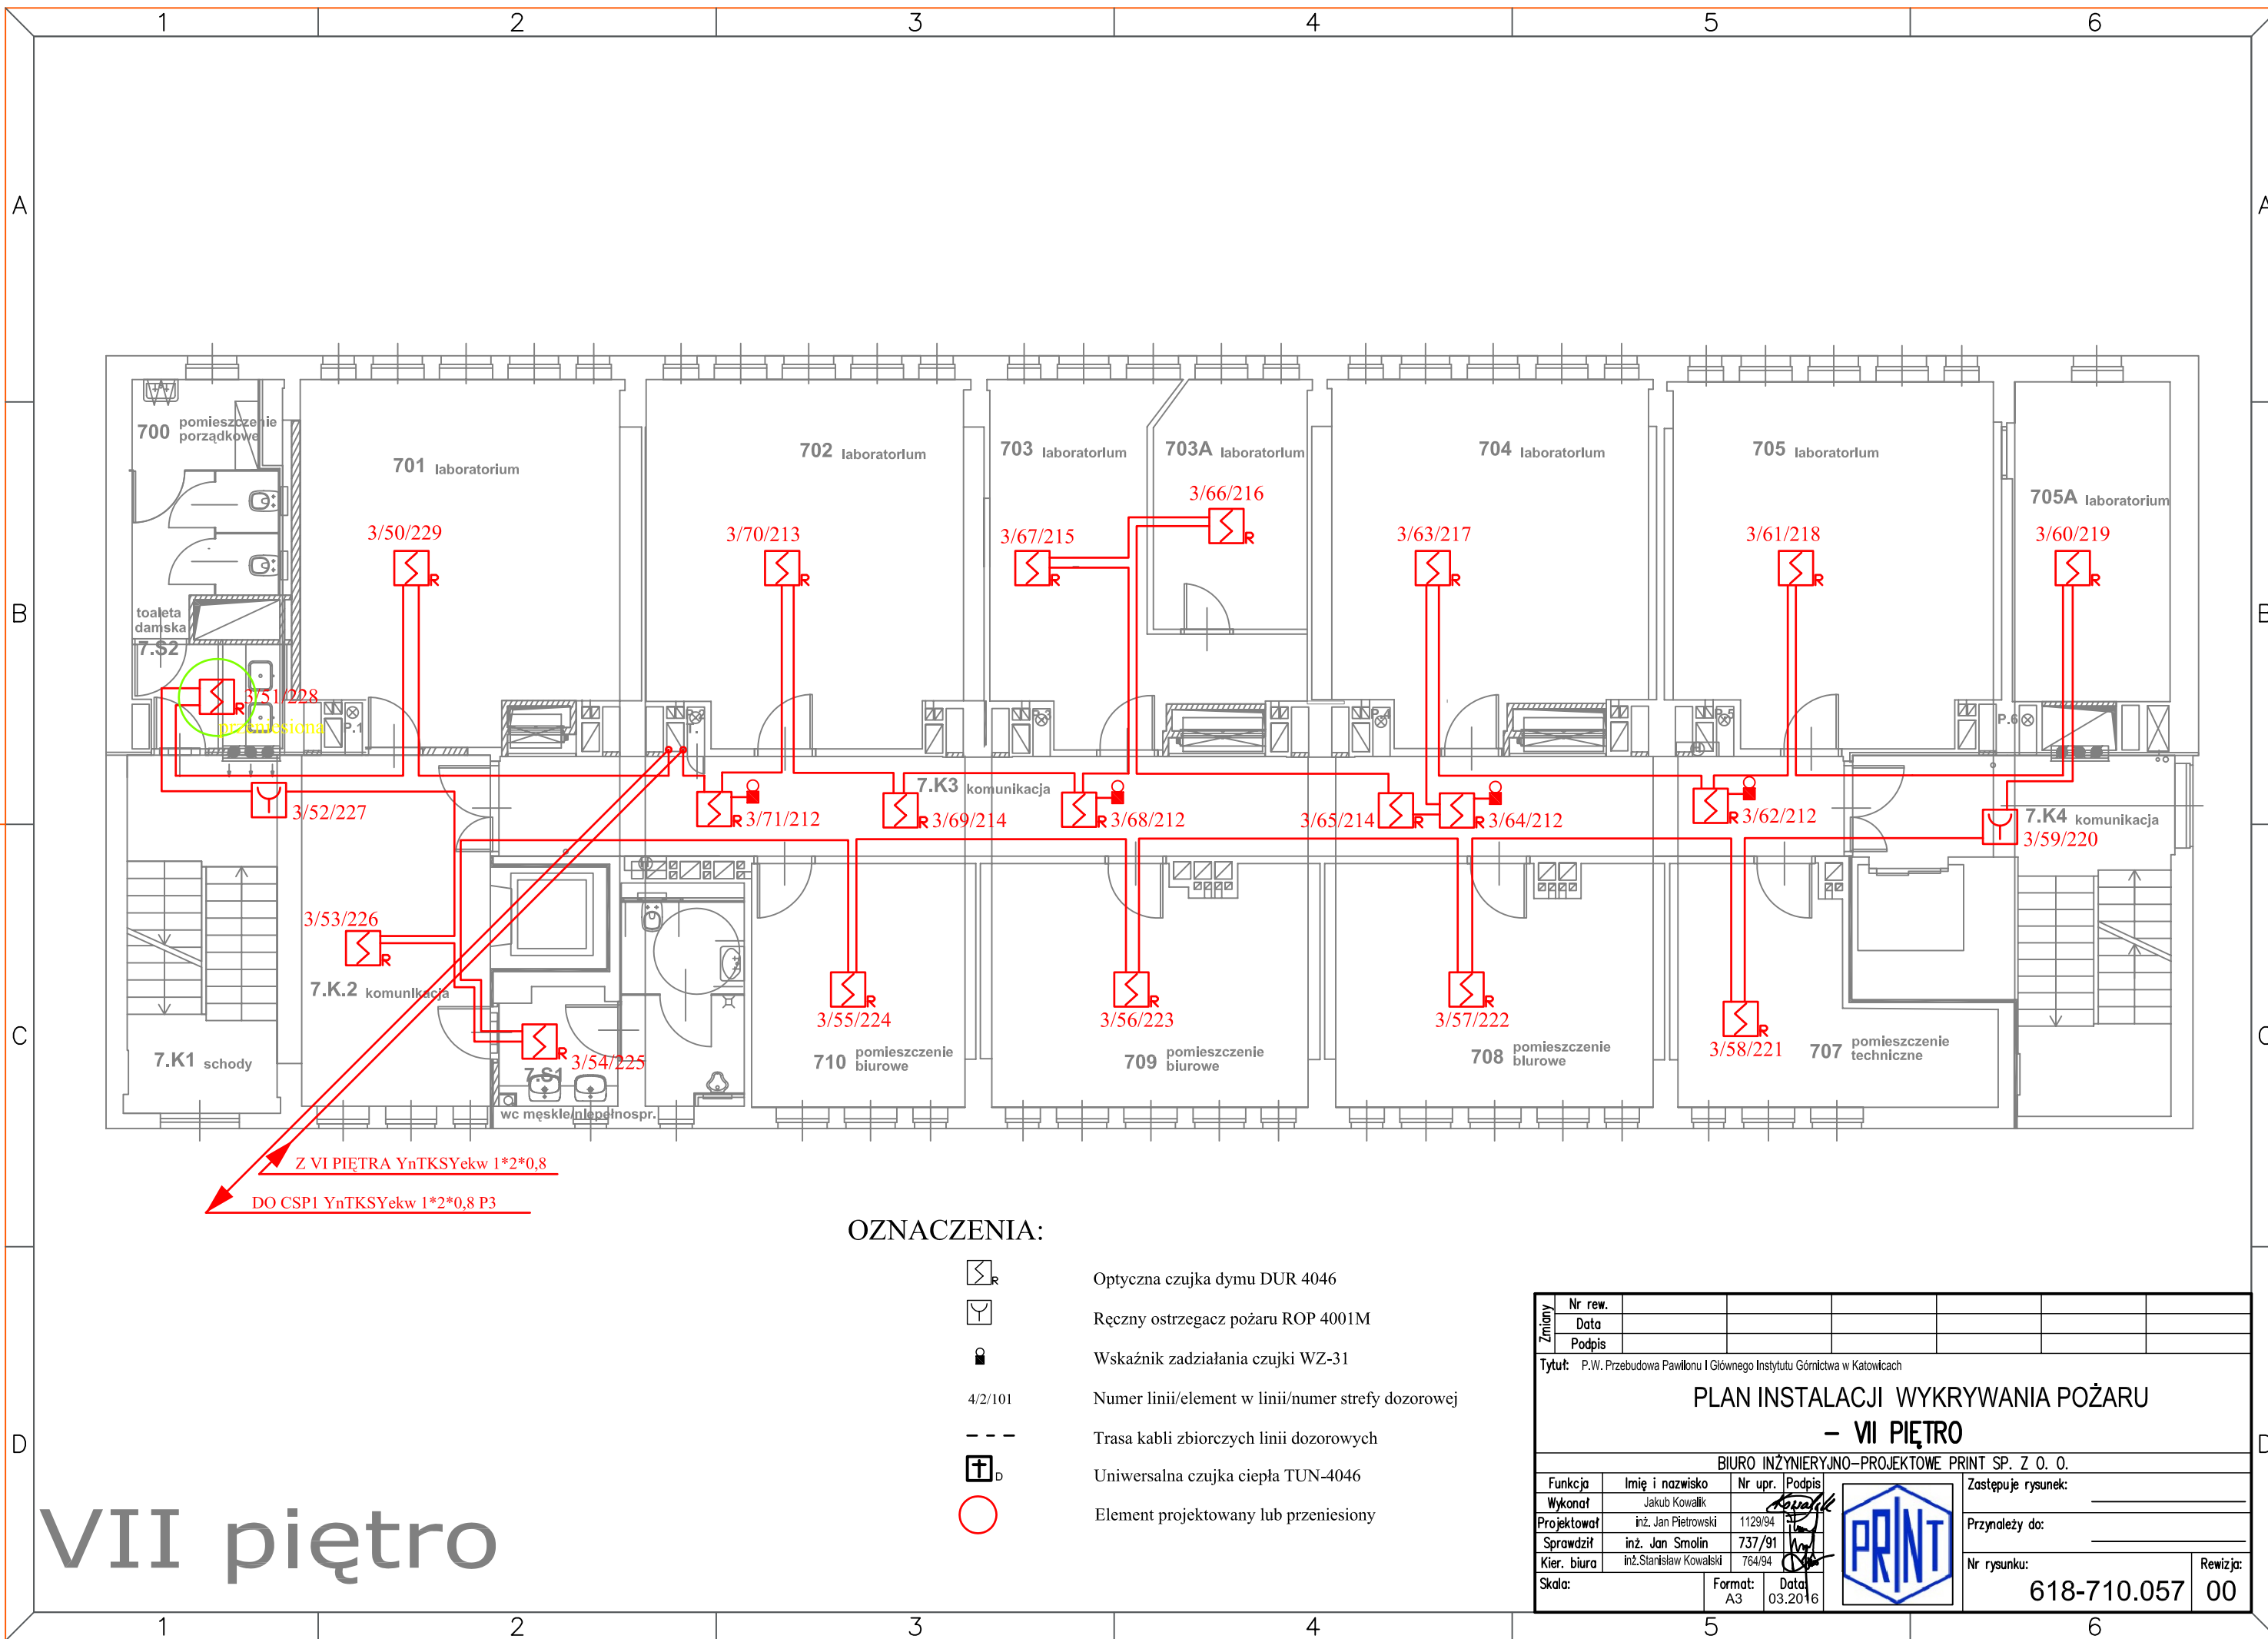 1 2 3 4 5 6
A A
B B
C C
D D
700 pomieszczenie
porządkowe
701 laboratorium
702 laboratorium
703 laboratorium
703A laboratorium
704 laboratorium
705 laboratorium
705A laboratorium
3/50/229
R
3/70/213
R
3/67/215
R
3/66/216
R
3/63/217
R
3/61/218
R
3/60/219
R
toaleta
damska
7.S2
3/51/228
R
przeniesiona
P.1
P.2
P.3
P.4
P.5
P.6
3/52/227
7.K3 komunikacja
R 3/71/212
R 3/69/214
R 3/68/212
3/65/214 R
R 3/64/212
R 3/62/212
7.K4 komunikacja
3/59/220
3/53/226
R
7.K.2 komunikacja
7.K1 schody
R
3/54/225
7.S1
wc męskie/niepełnospr.
R
3/55/224
710 pomieszczenie
biurowe
R
3/56/223
709 pomieszczenie
biurowe
R
3/57/222
708 pomieszczenie
biurowe
R
3/58/221
707 pomieszczenie
techniczne
Z VI PIĘTRA YnTKSYekw 1*2*0,8
DO CSP1 YnTKSYekw 1*2*0,8 P3
OZNACZENIA:
R Optyczna czujka dymu DUR 4046
Ręczny ostrzegacz pożaru ROP 4001M
Wskaźnik zadziałania czujki WZ-31
4/2/101 Numer linii/element w linii/numer strefy dozorowej
Trasa kabli zbiorczych linii dozorowych
D Uniwersalna czujka ciepła TUN-4046
Element projektowany lub przeniesiony
VII piętro
Zmiany
Nr rew.
Data
Podpis
Tytuł: P.W. Przebudowa Pawilonu I Głównego Instytutu Górnictwa w Katowicach
PLAN INSTALACJI WYKRYWANIA POŻARU
– VII PIĘTRO
BIURO INŻYNIERYJNO–PROJEKTOWE PRINT SP. Z O. O.
Funkcja Imię i nazwisko Nr upr. Podpis
Wykonał Jakub Kowalik Kowalik
Projektował inż. Jan Pietrowski 1129/94
Sprawdził inż. Jan Smolin 737/91
Kier. biura inż.Stanisław Kowalski 764/94
Skala: Format: A3 Data: 03.2016
PRINT
Zastępuje rysunek:
Przynależy do:
Nr rysunku: 618-710.057
Rewizja: 00
1 2 3 4 5 6